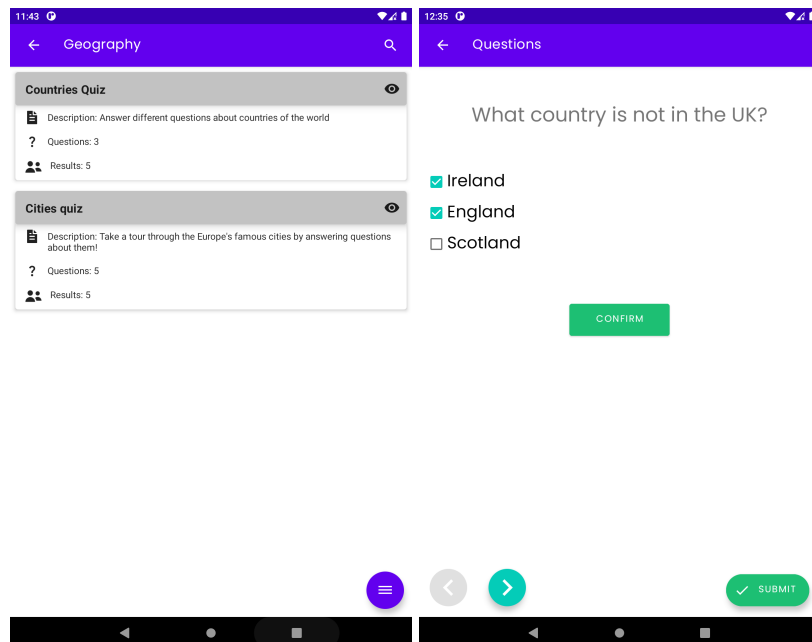 11:43
Geography
Countries Quiz
Description: Answer different questions about countries of the world
? Questions: 3
Results: 5
Cities quiz
Description: Take a tour through the Europe's famous cities by answering questions
about them!
? Questions: 5
Results: 5
12:35
Questions
What country is not in the UK?
Ireland
England
Scotland
CONFIRM
SUBMIT